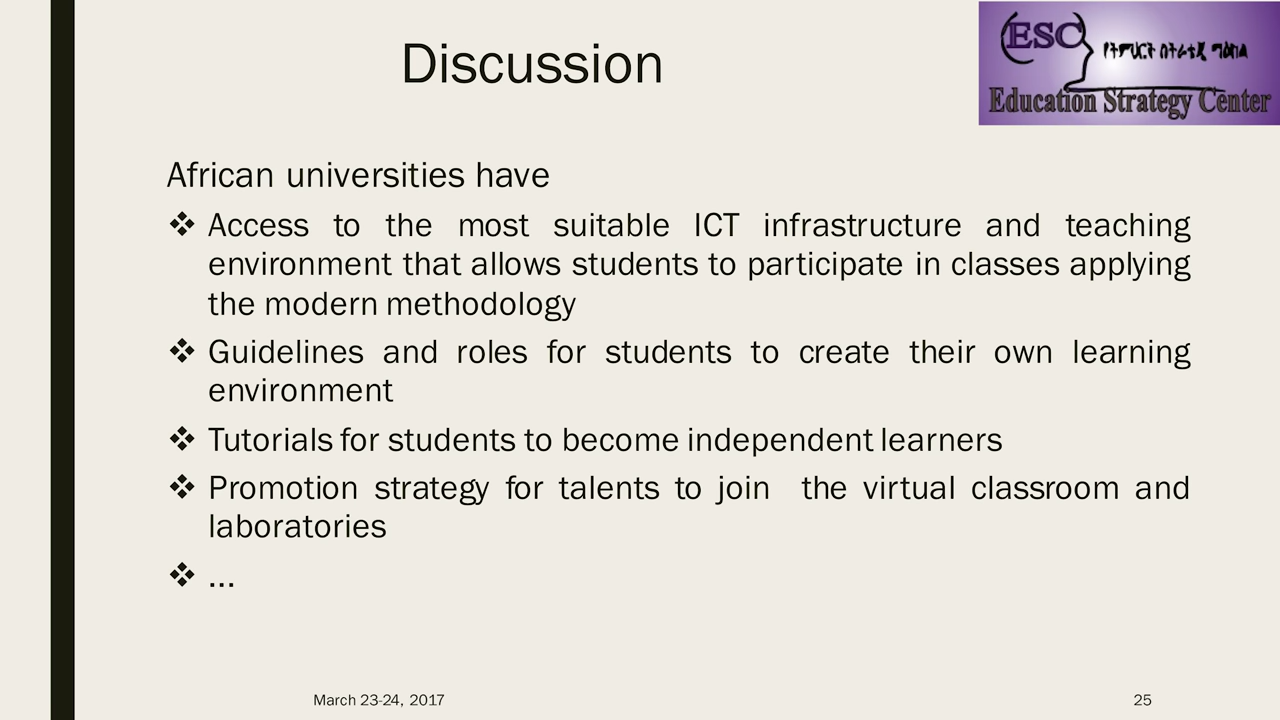 Discussion
ESC
የትምህርት ስትራቴጂ ማዕከል
Education Strategy Center
African universities have
❖ Access to the most suitable ICT infrastructure and teaching
environment that allows students to participate in classes applying
the modern methodology
❖ Guidelines and roles for students to create their own learning
environment
❖ Tutorials for students to become independent learners
❖ Promotion strategy for talents to join the virtual classroom and
laboratories
❖ ...
March 23-24, 2017
25